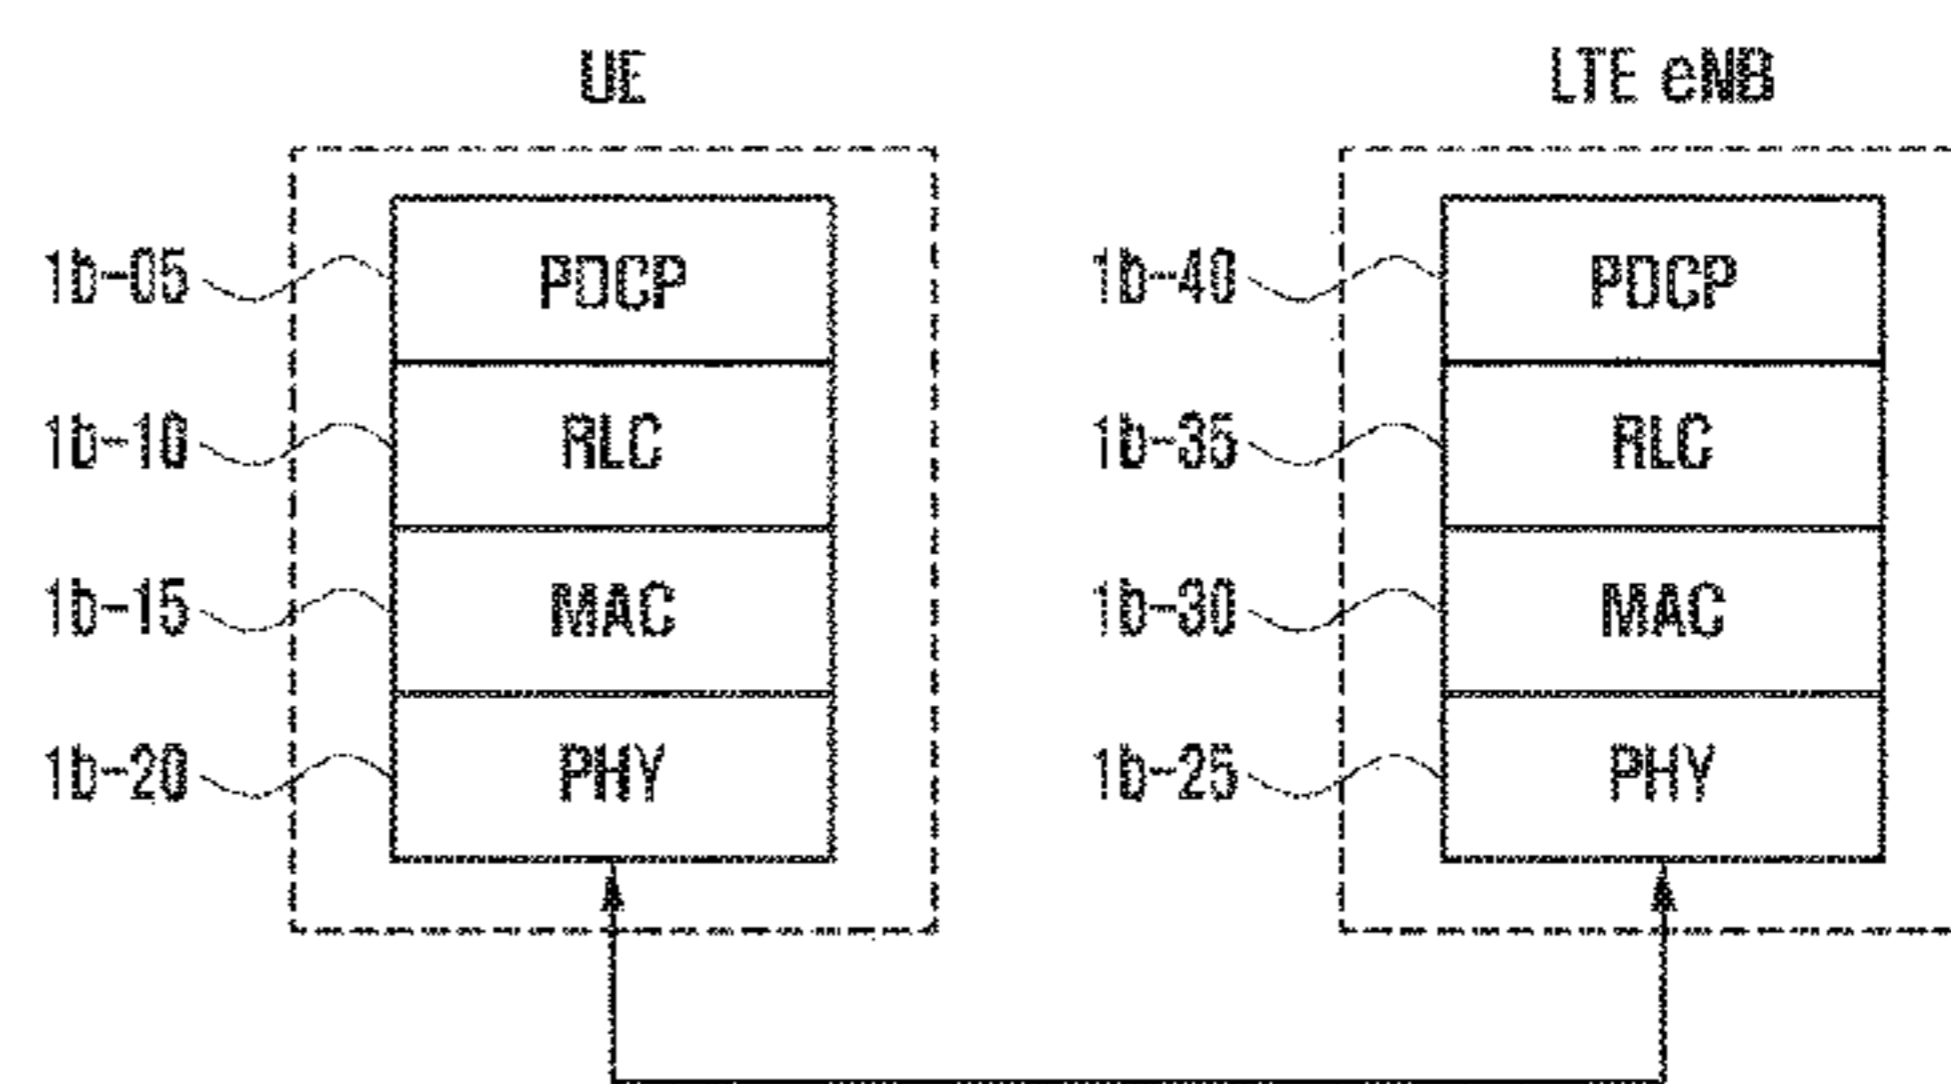 UE LTE eNB
1b-05 PDCP 1b-40 PDCP
1b-10 RLC 1b-35 RLC
1b-15 MAC 1b-30 MAC
1b-20 PHY 1b-25 PHY